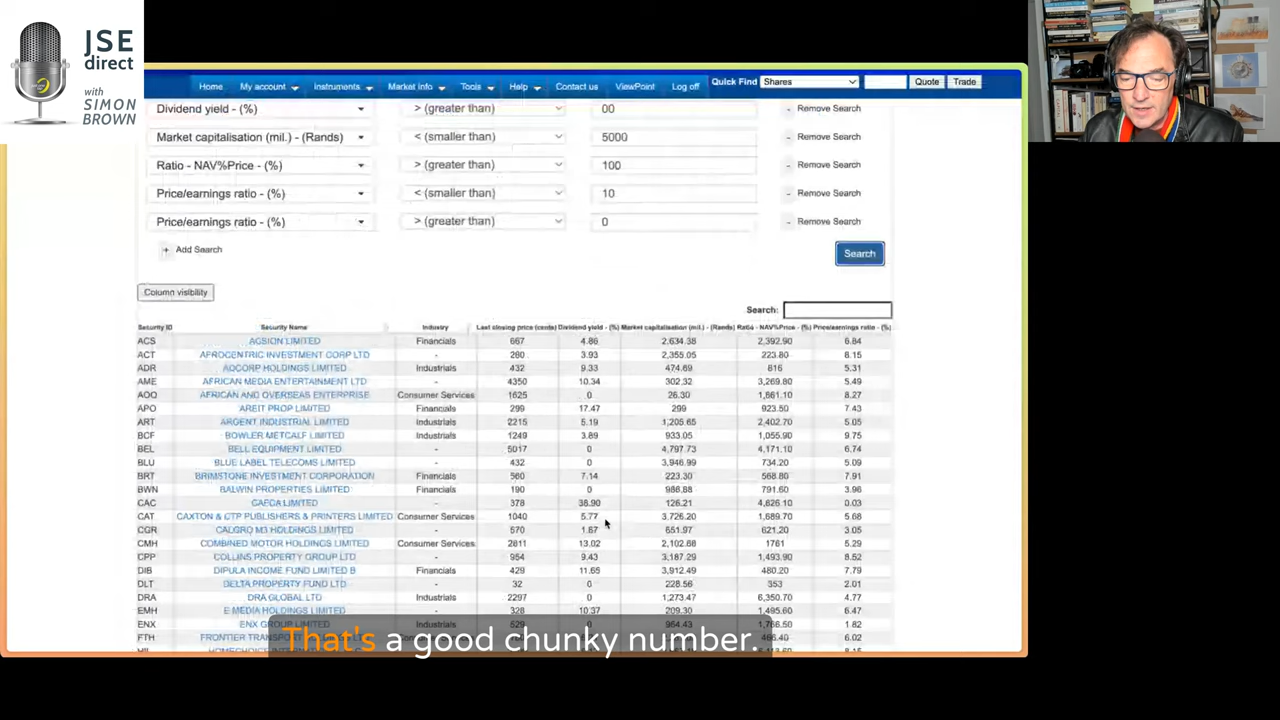 JSE
direct
with
SIMON
BROWN
Home My account Instruments Market info Tools Help Contact us ViewPoint Log off Quick Find Shares Quote Trade
Dividend yield - (%) > (greater than) 00 - Remove Search
Market capitalisation (mil.) - (Rands) < (smaller than) 5000 - Remove Search
Ratio - NAV%Price - (%) > (greater than) 100 - Remove Search
Price/earnings ratio - (%) < (smaller than) 10 - Remove Search
Price/earnings ratio - (%) > (greater than) 0 - Remove Search
+ Add Search
Search
Column visibility
Search:
Security ID Security Name Industry Last closing price (cents) Dividend yield - (%) Market capitalisation (mil.) - (Rands) Ratio - NAV%Price - (%) Price/earnings ratio - (%)
ACS AGSION LIMITED Financials 667 4.86 2,634.38 2,392.90 6.84
ACT AFROCENTRIC INVESTMENT CORP LTD - 280 3.93 2,355.05 223.80 8.15
ADR ADCORP HOLDINGS LIMITED Industrials 432 9.33 474.69 816 5.31
AME AFRICAN MEDIA ENTERTAINMENT LTD - 4350 10.34 302.32 3,269.80 5.49
AOO AFRICAN AND OVERSEAS ENTERPRISE Consumer Services 1625 0 26.30 1,661.10 8.27
APO AREIT PROP LIMITED Financials 299 17.47 299 923.50 7.43
ART ARGENT INDUSTRIAL LIMITED Industrials 2215 5.19 1,205.65 2,402.70 5.05
BCF BOWLER METCALF LIMITED Industrials 1249 3.89 933.05 1,055.90 9.75
BEL BELL EQUIPMENT LIMITED - 5017 0 4,797.73 4,171.10 6.74
BLU BLUE LABEL TELECOMS LIMITED - 432 0 3,946.99 734.20 5.09
BRT BRIMSTONE INVESTMENT CORPORATION Financials 560 7.14 223.30 568.80 7.91
BWN BALWIN PROPERTIES LIMITED Financials 190 0 988.88 791.60 3.96
CAC CAFCA LIMITED - 378 38.90 126.21 4,626.10 0.03
CAT CAXTON & CTP PUBLISHERS & PRINTERS LIMITED Consumer Services 1040 5.77 3,726.20 1,689.70 5.68
CGR CALGRO M3 HOLDINGS LIMITED - 570 1.67 551.97 621.20 3.05
CMH COMBINED MOTOR HOLDINGS LIMITED Consumer Services 2811 13.02 2,102.68 1761 5.29
CPP COLLINS PROPERTY GROUP LTD - 954 9.43 3,187.29 1,493.90 8.52
DIB DIPULA INCOME FUND LIMITED B Financials 429 11.65 3,912.49 480.20 7.79
DLT DELTA PROPERTY FUND LTD - 32 0 228.56 353 2.01
DRA DRA GLOBAL LTD Industrials 2297 0 1,273.47 6,350.70 4.77
EMH E MEDIA HOLDINGS LIMITED - 328 10.37 209.30 1,495.60 6.47
ENX ENX GROUP LIMITED Industrials 529 0 964.43 1,766.50 1.82
FTH FRONTIER 6.02
That's a good chunky number.